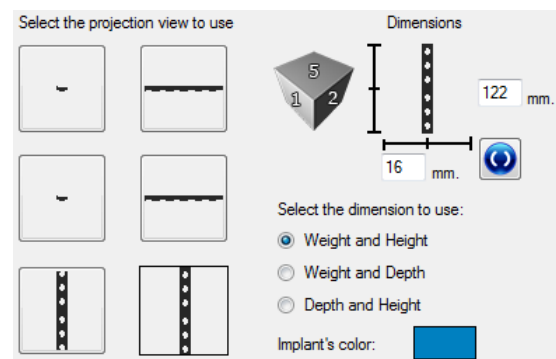 Select the projection view to use
Dimensions
5
1 2
122 mm.
16 mm.
Select the dimension to use:
Weight and Height
Weight and Depth
Depth and Height
Implant's color: